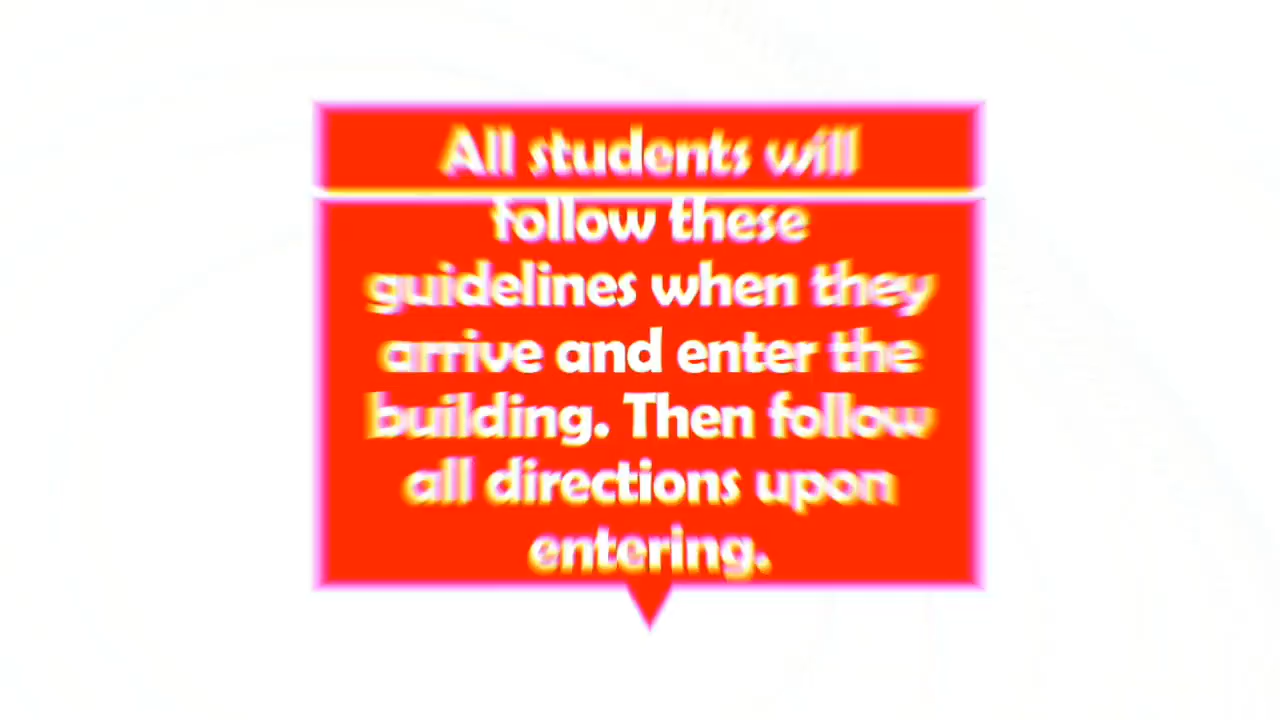 All students will
follow these
guidelines when they
arrive and enter the
building. Then follow
all directions upon
entering.